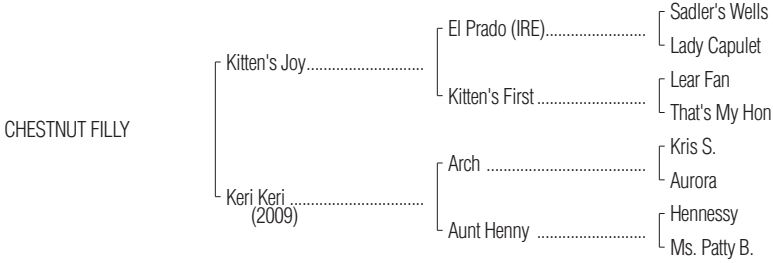 Sadler's Wells
El Prado (IRE)........................
Lady Capulet
Kitten's Joy............................
Lear Fan
Kitten's First..........................
That's My Hon
CHESTNUT FILLY
Kris S.
Arch ......................................
Aurora
Keri Keri ................................
(2009)
Hennessy
Aunt Henny ..........................
Ms. Patty B.